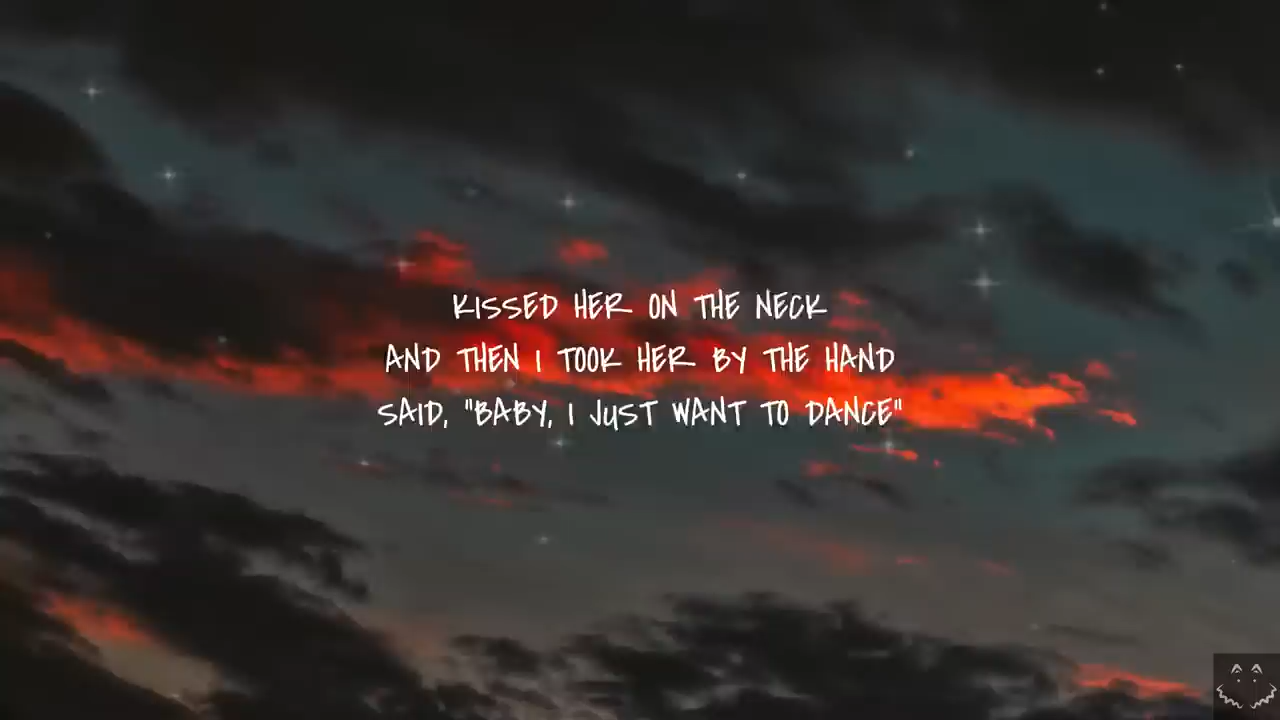 KISSED HER ON THE NECK
AND THEN I TOOK HER BY THE HAND
SAID, "BABY, I JUST WANT TO DANCE"